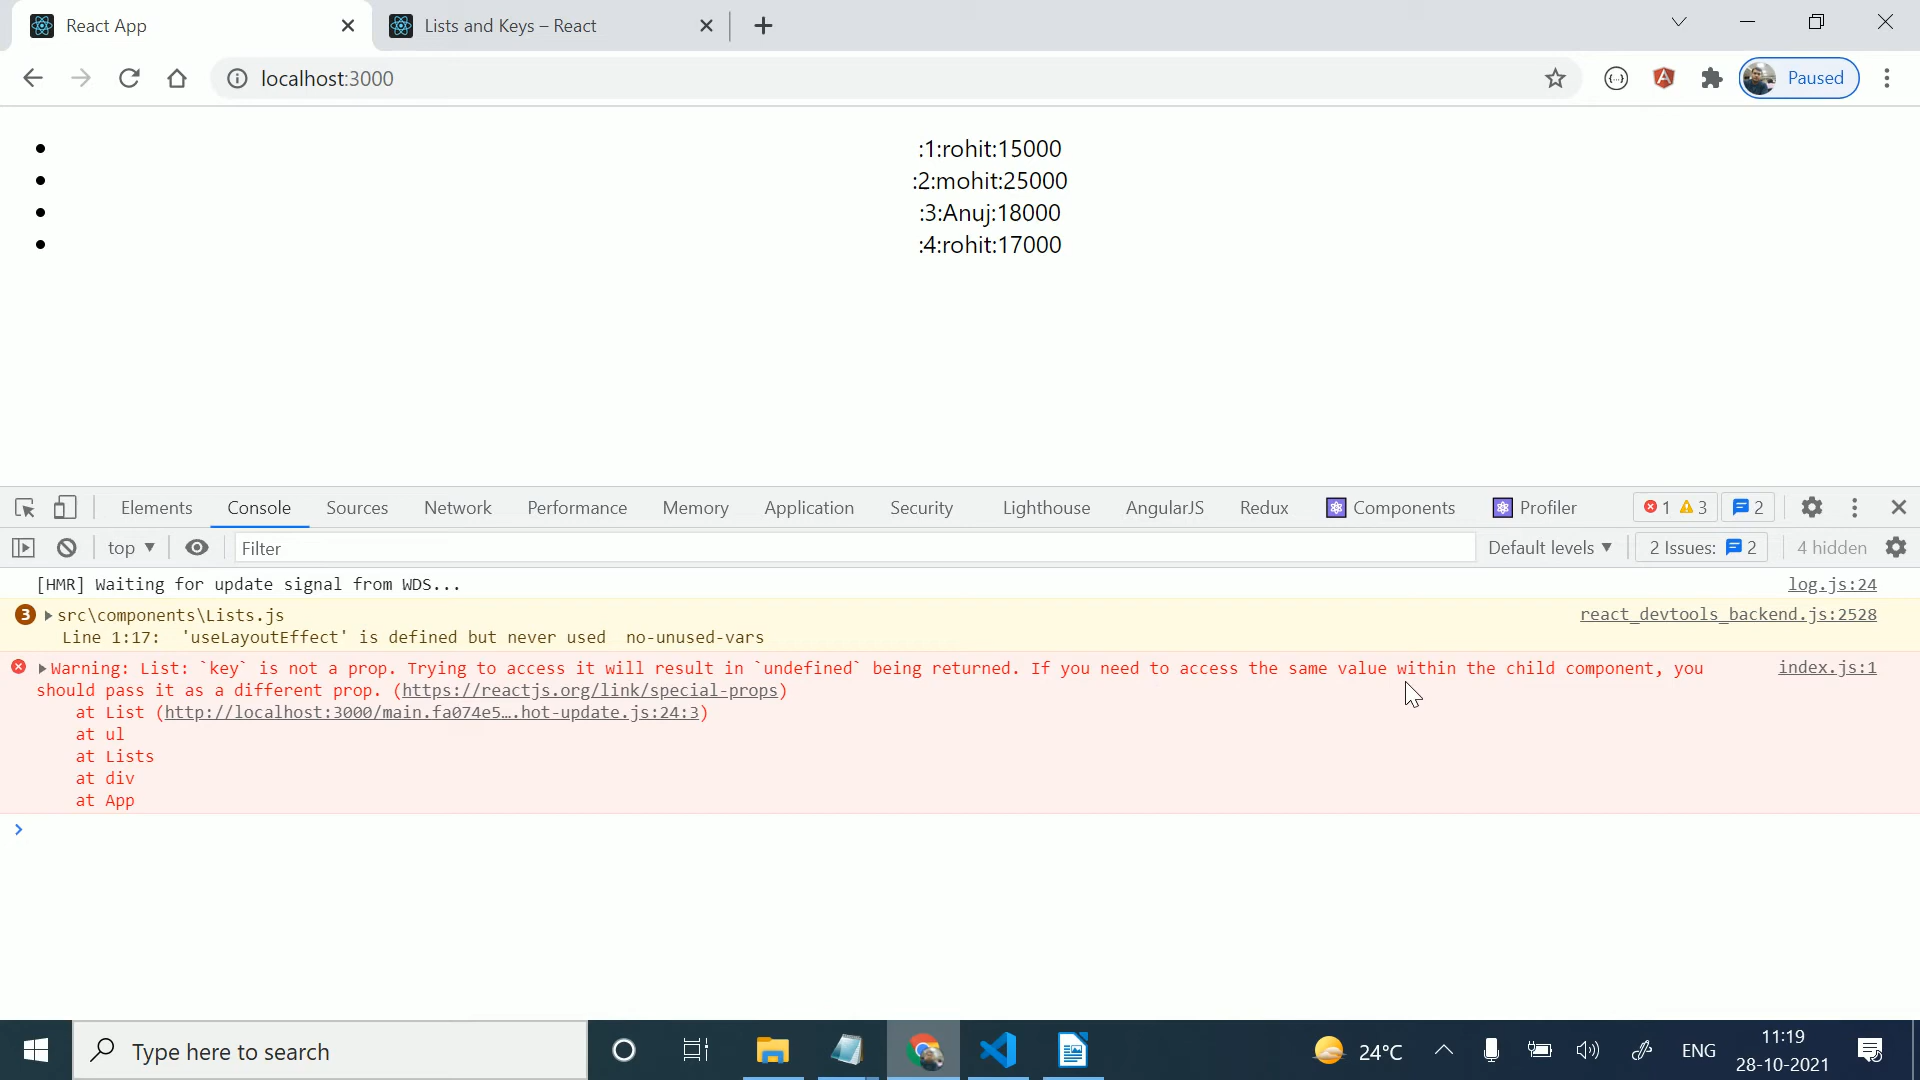 React App
Lists and Keys – React
localhost:3000
Paused
:1:rohit:15000
:2:mohit:25000
:3:Anuj:18000
:4:rohit:17000
Elements Console Sources Network Performance Memory Application Security Lighthouse AngularJS Redux Components Profiler 1 3 2
top Filter Default levels 2 Issues: 2 4 hidden
[HMR] Waiting for update signal from WDS... log.js:24
3 src\components\Lists.js react_devtools_backend.js:2528
Line 1:17: 'useLayoutEffect' is defined but never used no-unused-vars
Warning: List: `key` is not a prop. Trying to access it will result in `undefined` being returned. If you need to access the same value within the child component, you index.js:1
should pass it as a different prop. (https://reactjs.org/link/special-props)
at List (http://localhost:3000/main.fa074e5….hot-update.js:24:3)
at ul
at Lists
at div
at App
Type here to search
24°C
ENG
11:19
28-10-2021